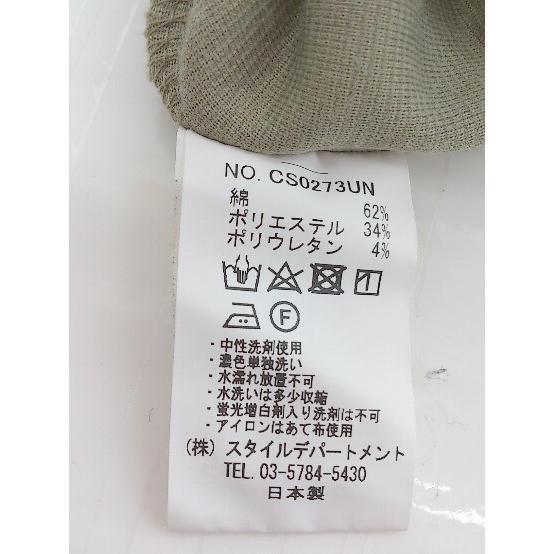 NO. CS0273UN
綿 62%
ポリエステル 34%
ポリウレタン 4%
F
・中性洗剤使用
・濃色単独洗い
・水濡れ放置不可
・水洗いは多少収縮
・蛍光増白剤入り洗剤は不可
・アイロンはあて布使用
(株) スタイルデパートメント
TEL. 03-5784-5430
日本製